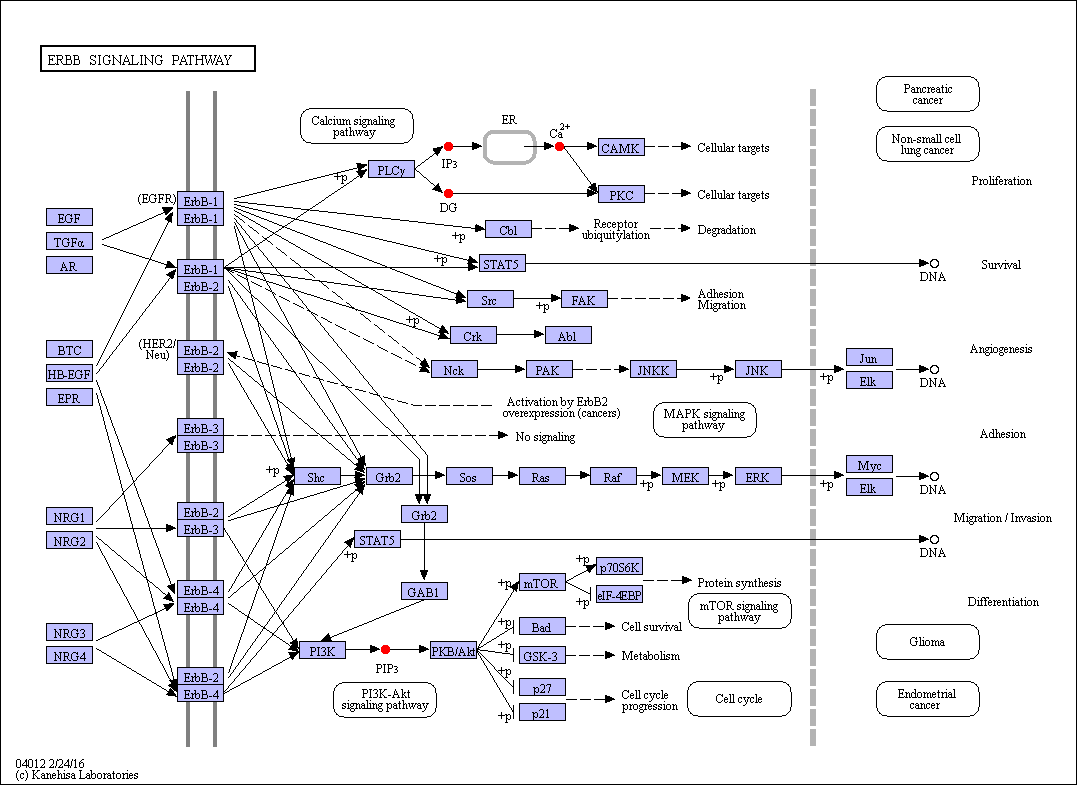 ERBB SIGNALING PATHWAY
Calcium signaling
pathway
ER
Ca2+
IP3
DG
PLCγ
+p
CAMK
Cellular targets
PKC
Cellular targets
Pancreatic
cancer
Non-small cell
lung cancer
Proliferation
(EGFR)
ErbB-1
ErbB-1
EGF
TGFα
AR
Cbl
+p
Receptor
ubiquitylation
Degradation
ErbB-1
ErbB-2
+p
STAT5
DNA
Survival
Src
+p
FAK
Adhesion
Migration
+p
Crk
Abl
(HER2/
Neu)
ErbB-2
ErbB-2
BTC
HB-EGF
EPR
Nck
PAK
JNKK
+p
JNK
+p
Jun
Elk
DNA
Angiogenesis
Activation by ErbB2
overexpression (cancers)
MAPK signaling
pathway
ErbB-3
ErbB-3
No signaling
Adhesion
+p
Shc
Grb2
Sos
Ras
Raf
+p
MEK
+p
ERK
+p
Myc
Elk
DNA
NRG1
NRG2
ErbB-2
ErbB-3
Grb2
Migration / Invasion
STAT5
+p
DNA
ErbB-4
ErbB-4
GAB1
+p
mTOR
+p
p70S6K
+p
eIF-4EBP
Protein synthesis
mTOR signaling
pathway
Differentiation
NRG3
NRG4
PI3K
PIP3
PKB/Akt
+p
Bad
Cell survival
+p
GSK-3
Metabolism
Glioma
ErbB-2
ErbB-4
PI3K-Akt
signaling pathway
+p
p27
+p
p21
Cell cycle
progression
Cell cycle
Endometrial
cancer
04012 2/24/16
(c) Kanehisa Laboratories